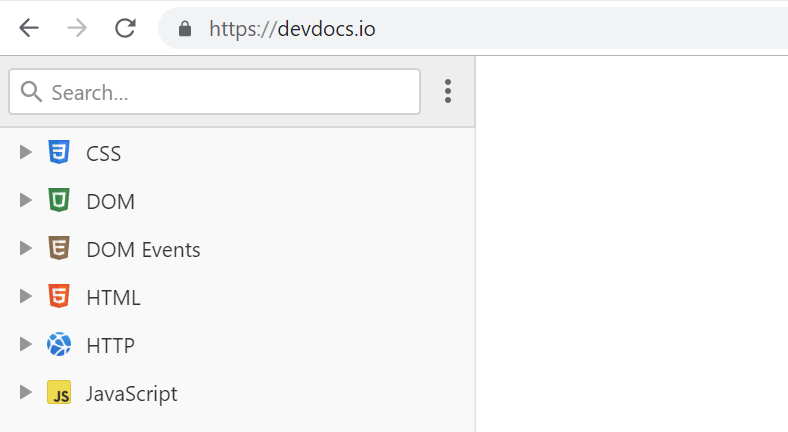 https://devdocs.io
Search...
CSS
DOM
DOM Events
HTML
HTTP
JS JavaScript